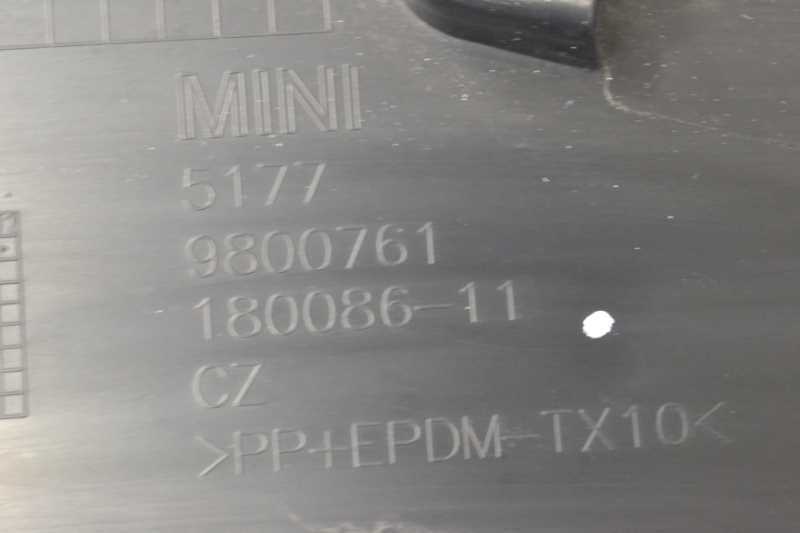 MINI
5177
9800761
180086-11
CZ
>PP+EPDM-TX10<